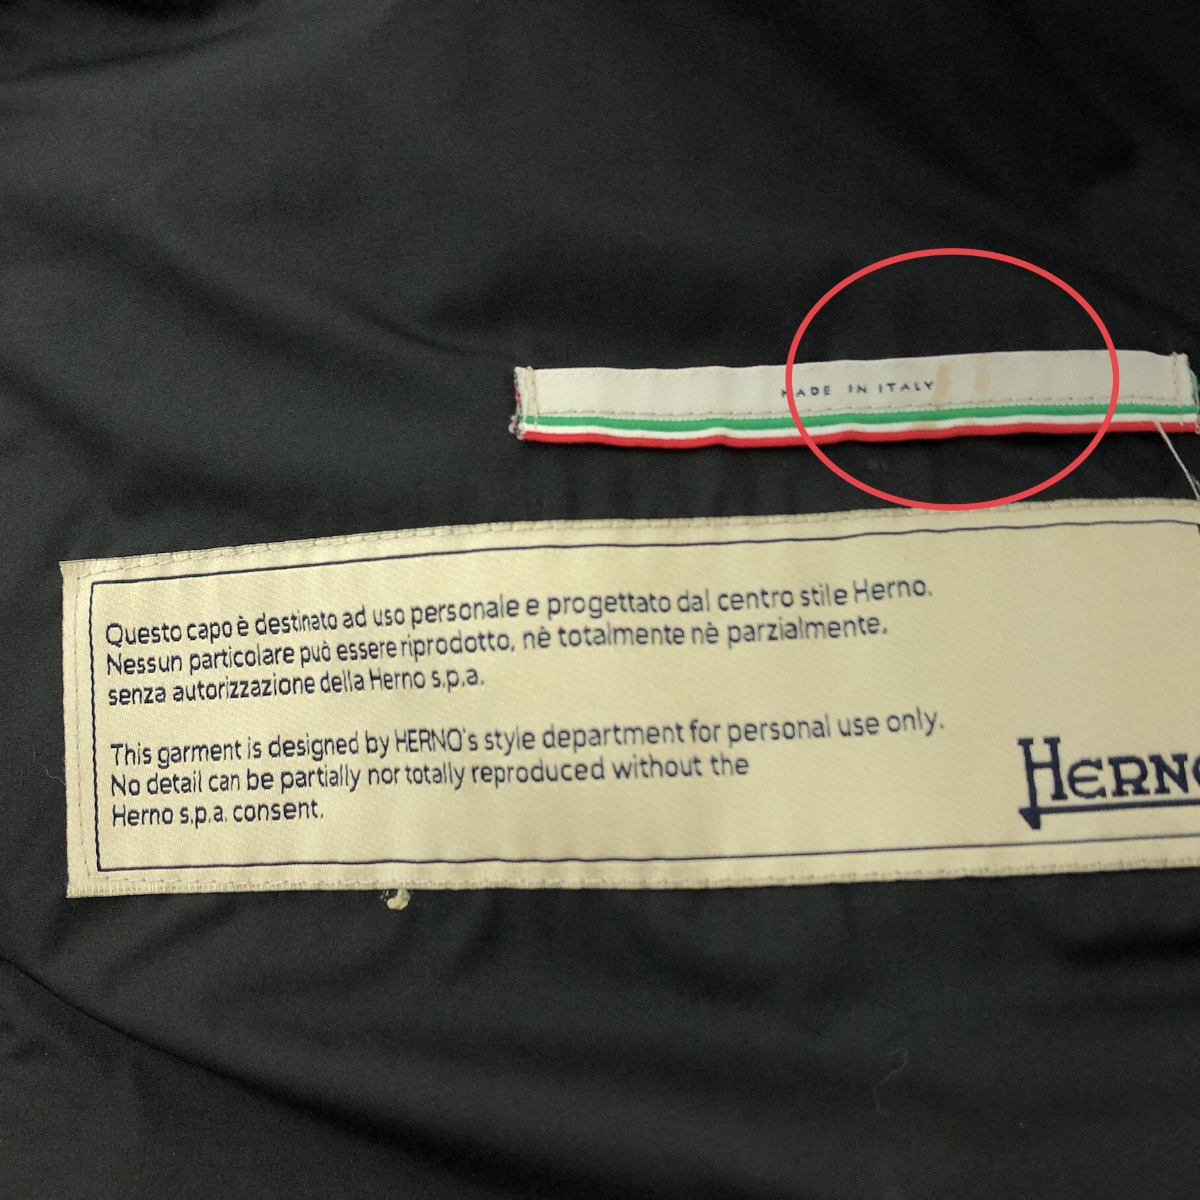 MADE IN ITALY
Questo capo è destinato ad uso personale e progettato dal centro stile Herno.
Nessun particolare può essere riprodotto, nè totalmente nè parzialmente,
senza autorizzazione della Herno s.p.a.
This garment is designed by HERNO's style department for personal use only.
No detail can be partially nor totally reproduced without the
Herno s.p.a. consent.
HERNO